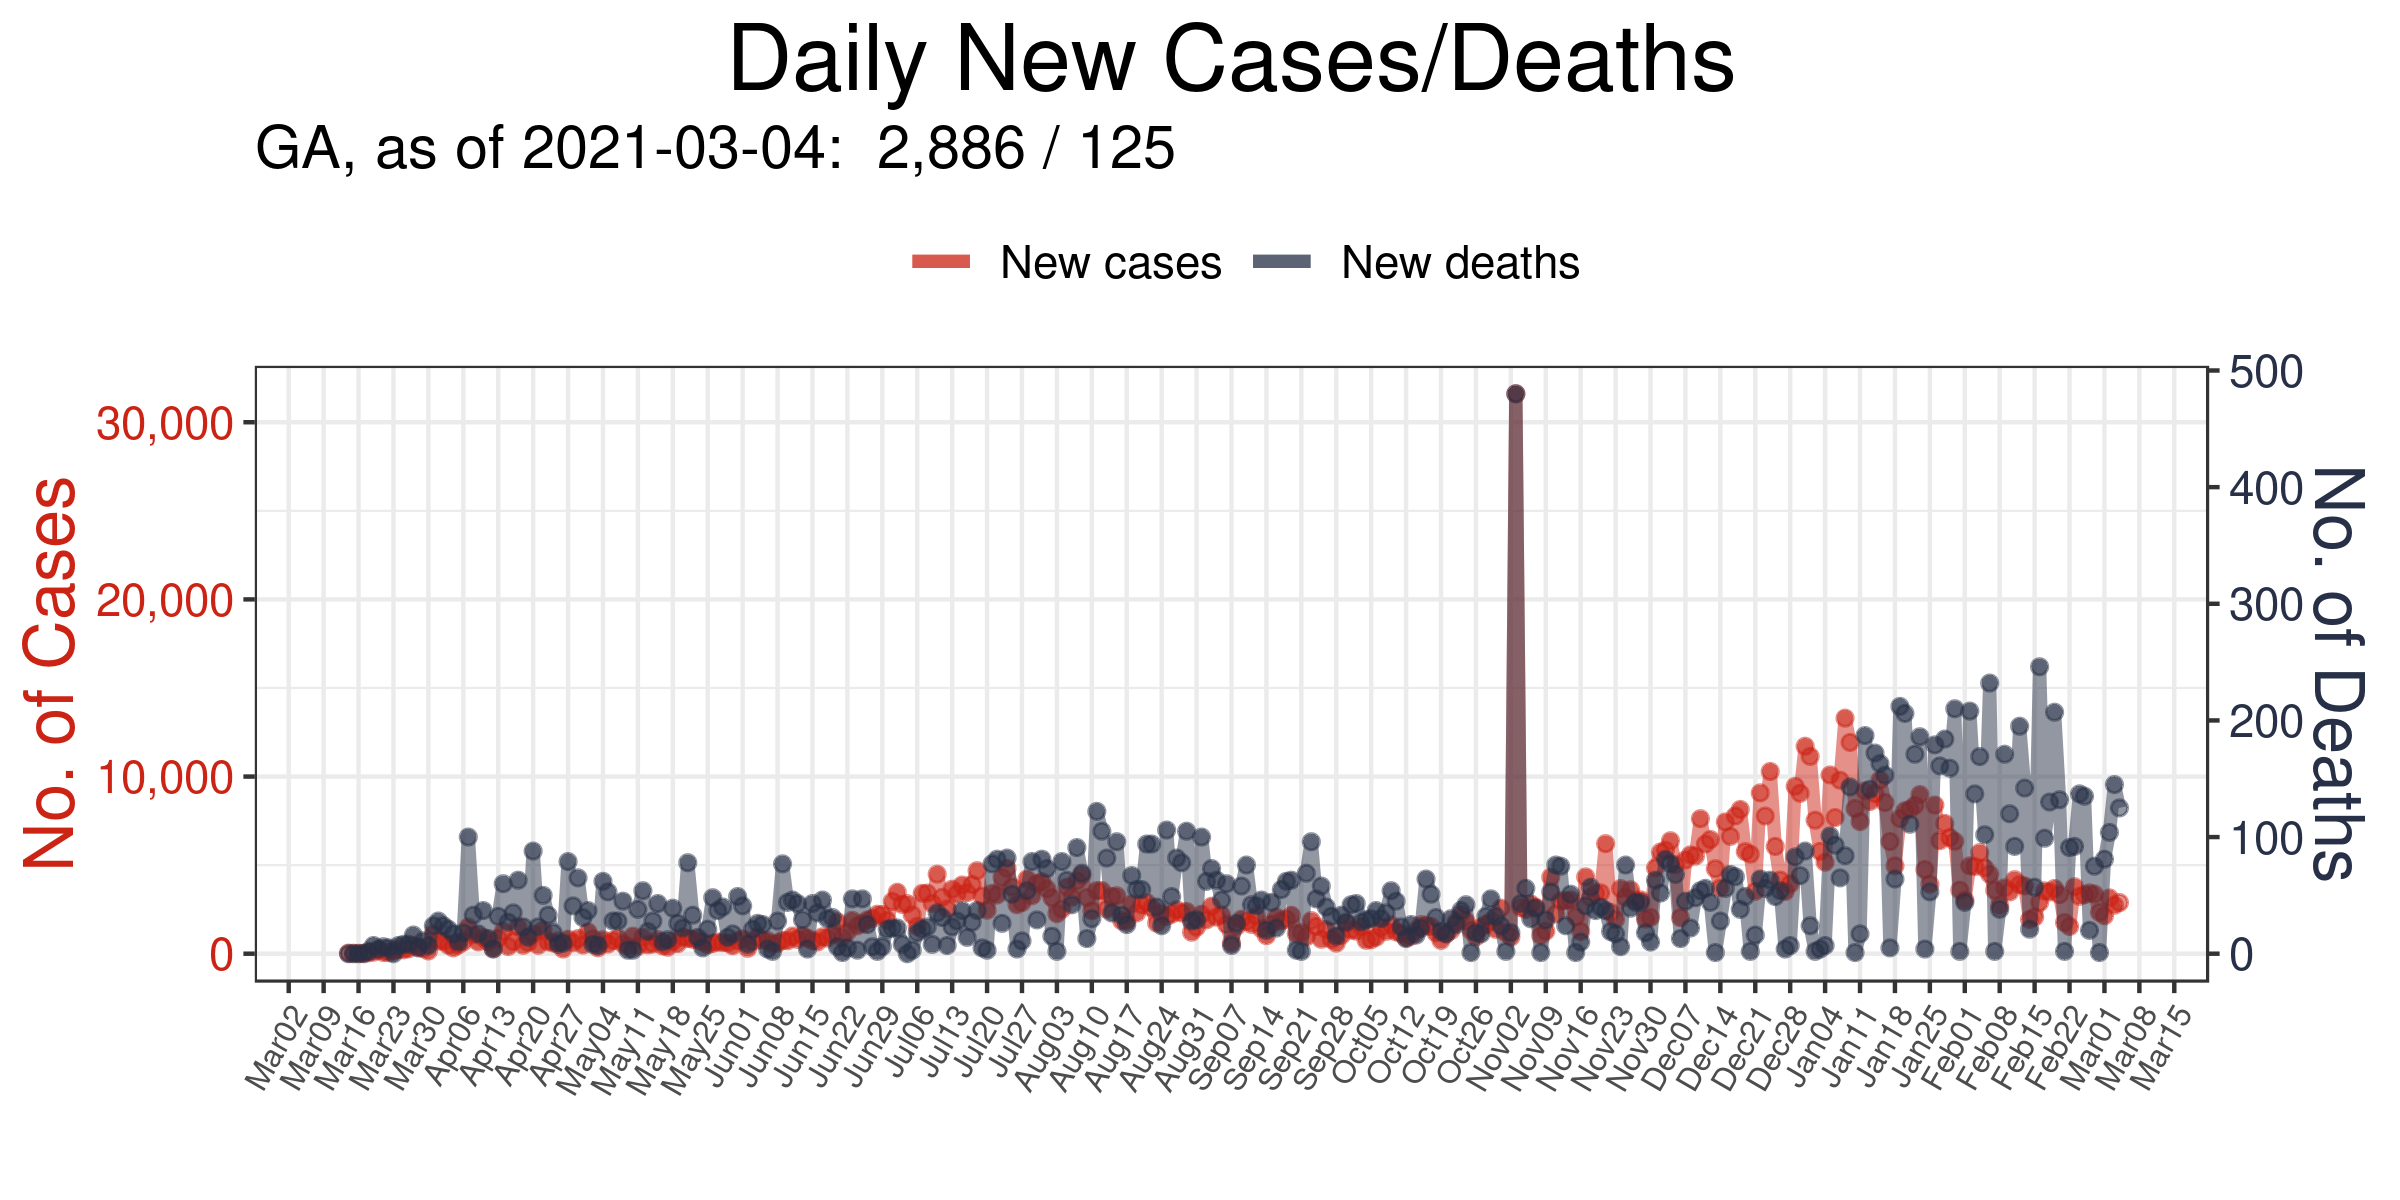 Daily New Cases/Deaths
GA, as of 2021-03-04:  2,886 / 125
New cases
New deaths
No. of Cases
30,000
20,000
10,000
0
500
400
300
200
100
0
No. of Deaths
Mar02
Mar09
Mar16
Mar23
Mar30
Apr06
Apr13
Apr20
Apr27
May04
May11
May18
May25
Jun01
Jun08
Jun15
Jun22
Jun29
Jul06
Jul13
Jul20
Jul27
Aug03
Aug10
Aug17
Aug24
Aug31
Sep07
Sep14
Sep21
Sep28
Oct05
Oct12
Oct19
Oct26
Nov02
Nov09
Nov16
Nov23
Nov30
Dec07
Dec14
Dec21
Dec28
Jan04
Jan11
Jan18
Jan25
Feb01
Feb08
Feb15
Feb22
Mar01
Mar08
Mar15